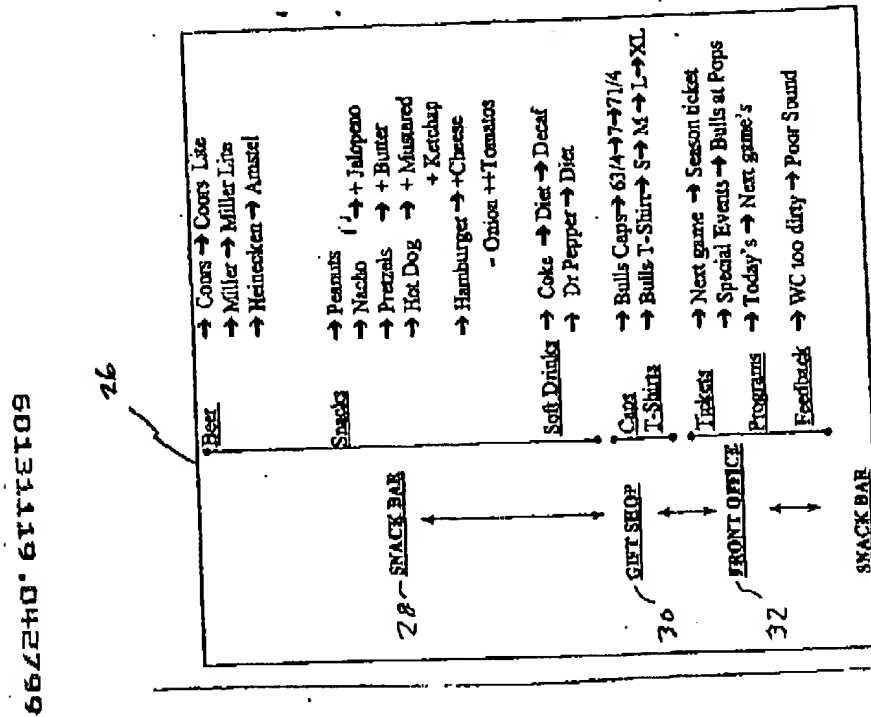 60131119.042799
26
Beer → Coors → Coors Lite
→ Miller → Miller Lite
→ Heinecken → Amstel
28 SNACK BAR
Snacks → Peanuts
→ Nacho → + Jalopeno
→ Pretzels → + Butter
→ Hot Dog → + Mustared
+ Ketchap
→ Hamburger → +Cheese
- Onion ++Tomatos
Soft Drinks → Coke → Diet → Decaf
→ Dr Pepper → Diet
30 GIFT SHOP
Caps → Bulls Caps → 63/4→7→71/4
T-Shirts → Bulls T-Shirt→ S→ M → L→XL
32 FRONT OFFICE
Tickets → Next game → Season ticket
→ Special Events → Bulls at Pops
Programs → Today's → Next game's
Feedback → WC too dirty → Poor Sound
SNACK BAR